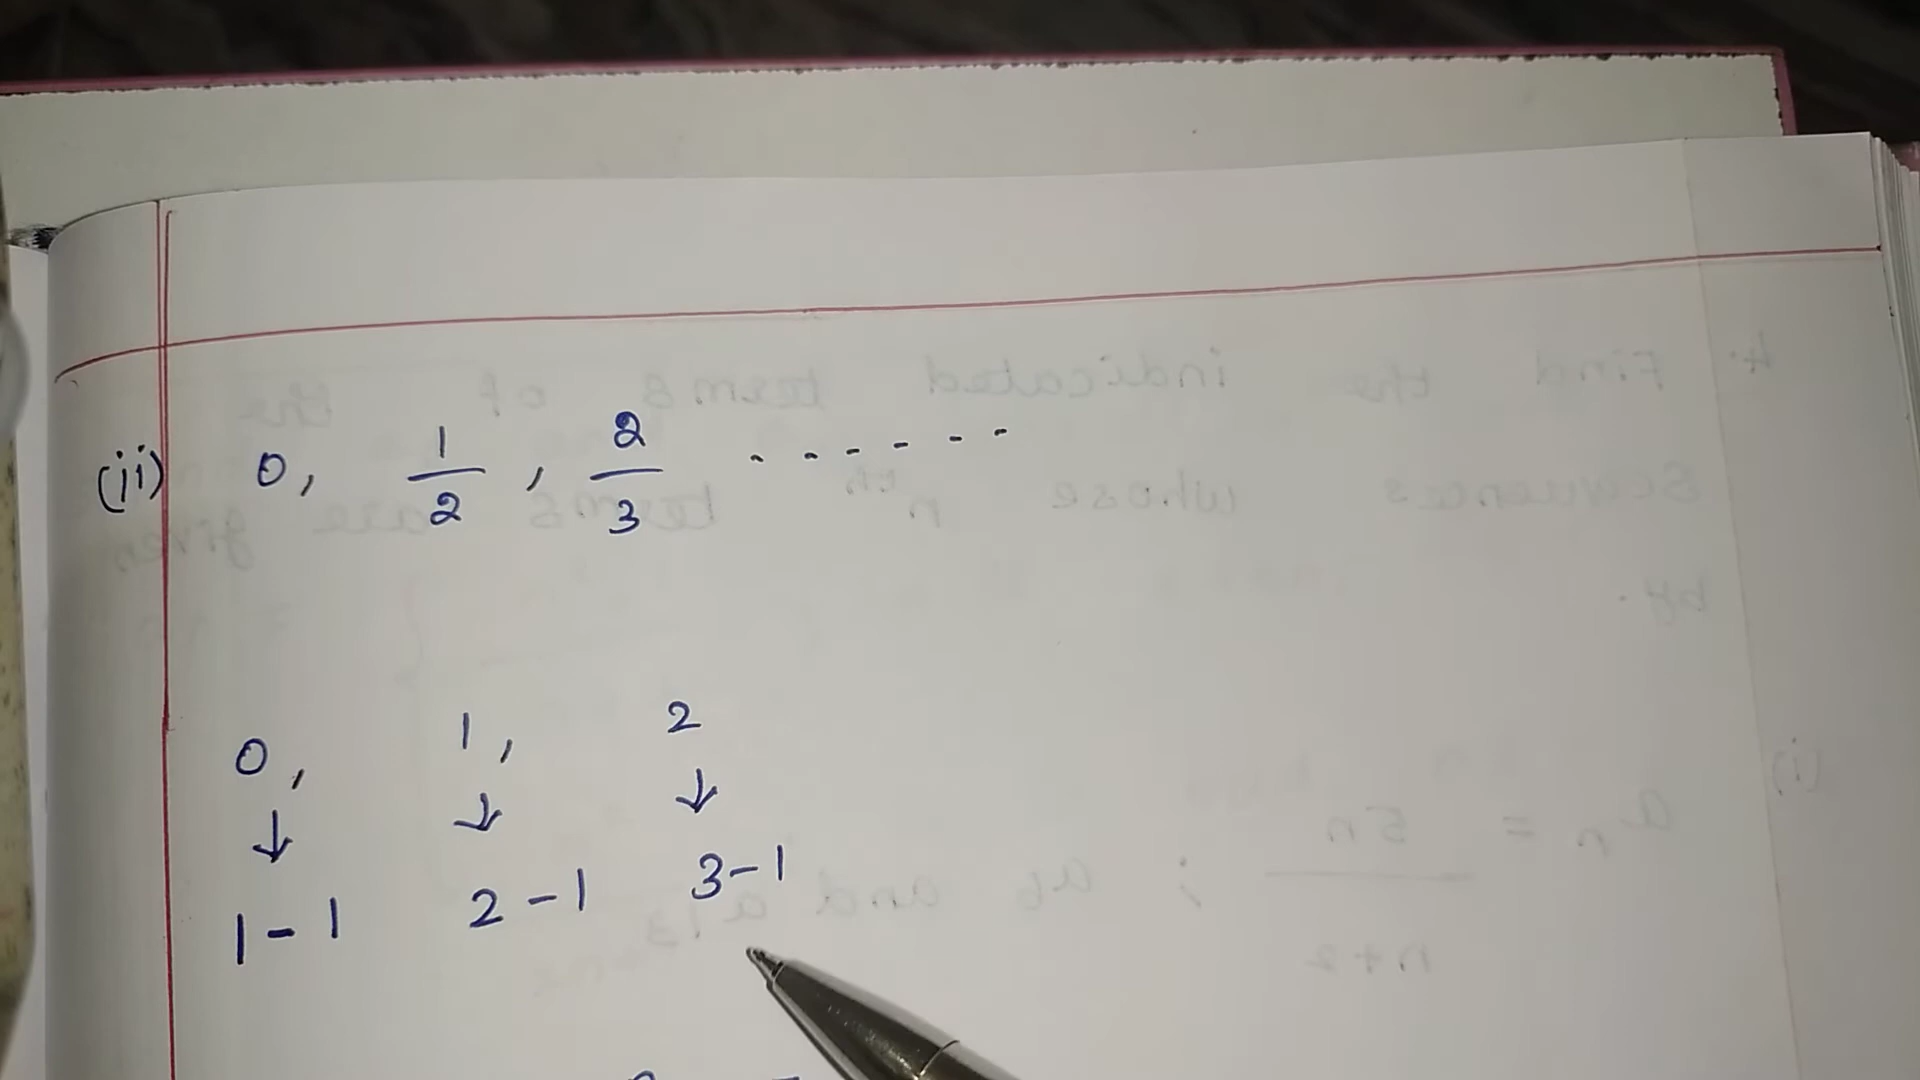 (ii) 0, 1/2, 2/3 ......
0, 1, 2
↓ ↓ ↓
1-1 2-1 3-1